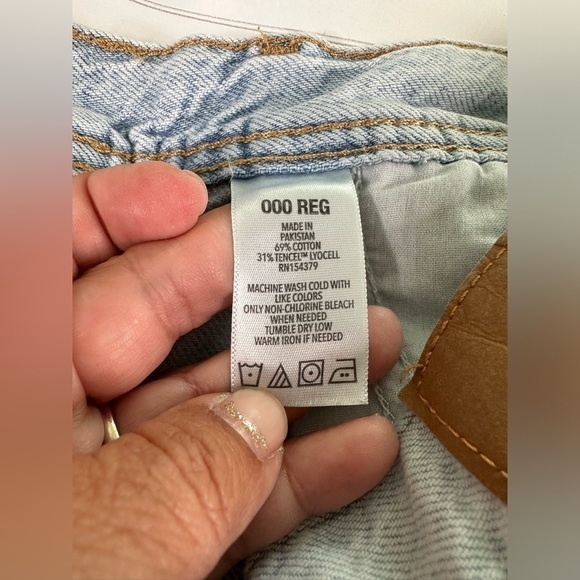 000 REG
MADE IN
PAKISTAN
69% COTTON
31% TENCEL™ LYOCELL
RN154379
MACHINE WASH COLD WITH
LIKE COLORS
ONLY NON-CHLORINE BLEACH
WHEN NEEDED
TUMBLE DRY LOW
WARM IRON IF NEEDED